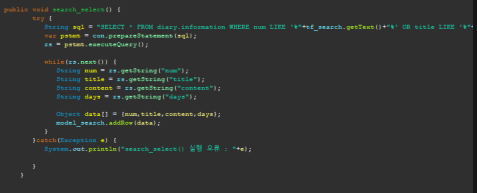 public void search_select() {
try {
String sql = "SELECT * FROM diary.information WHERE num LIKE '%"+tf_search.getText()+"%' OR title LIKE '%"+
var pstmt = con.prepareStatement(sql);
rs = pstmt.executeQuery();
while(rs.next()) {
String num = rs.getString("num");
String title = rs.getString("title");
String content = rs.getString("content");
String days = rs.getString("days");
Object data[] = {num,title,content,days};
model_search.addRow(data);
}
}catch(Exception e) {
System.out.println("search_select() 실행 오류 : "+e);
}
}